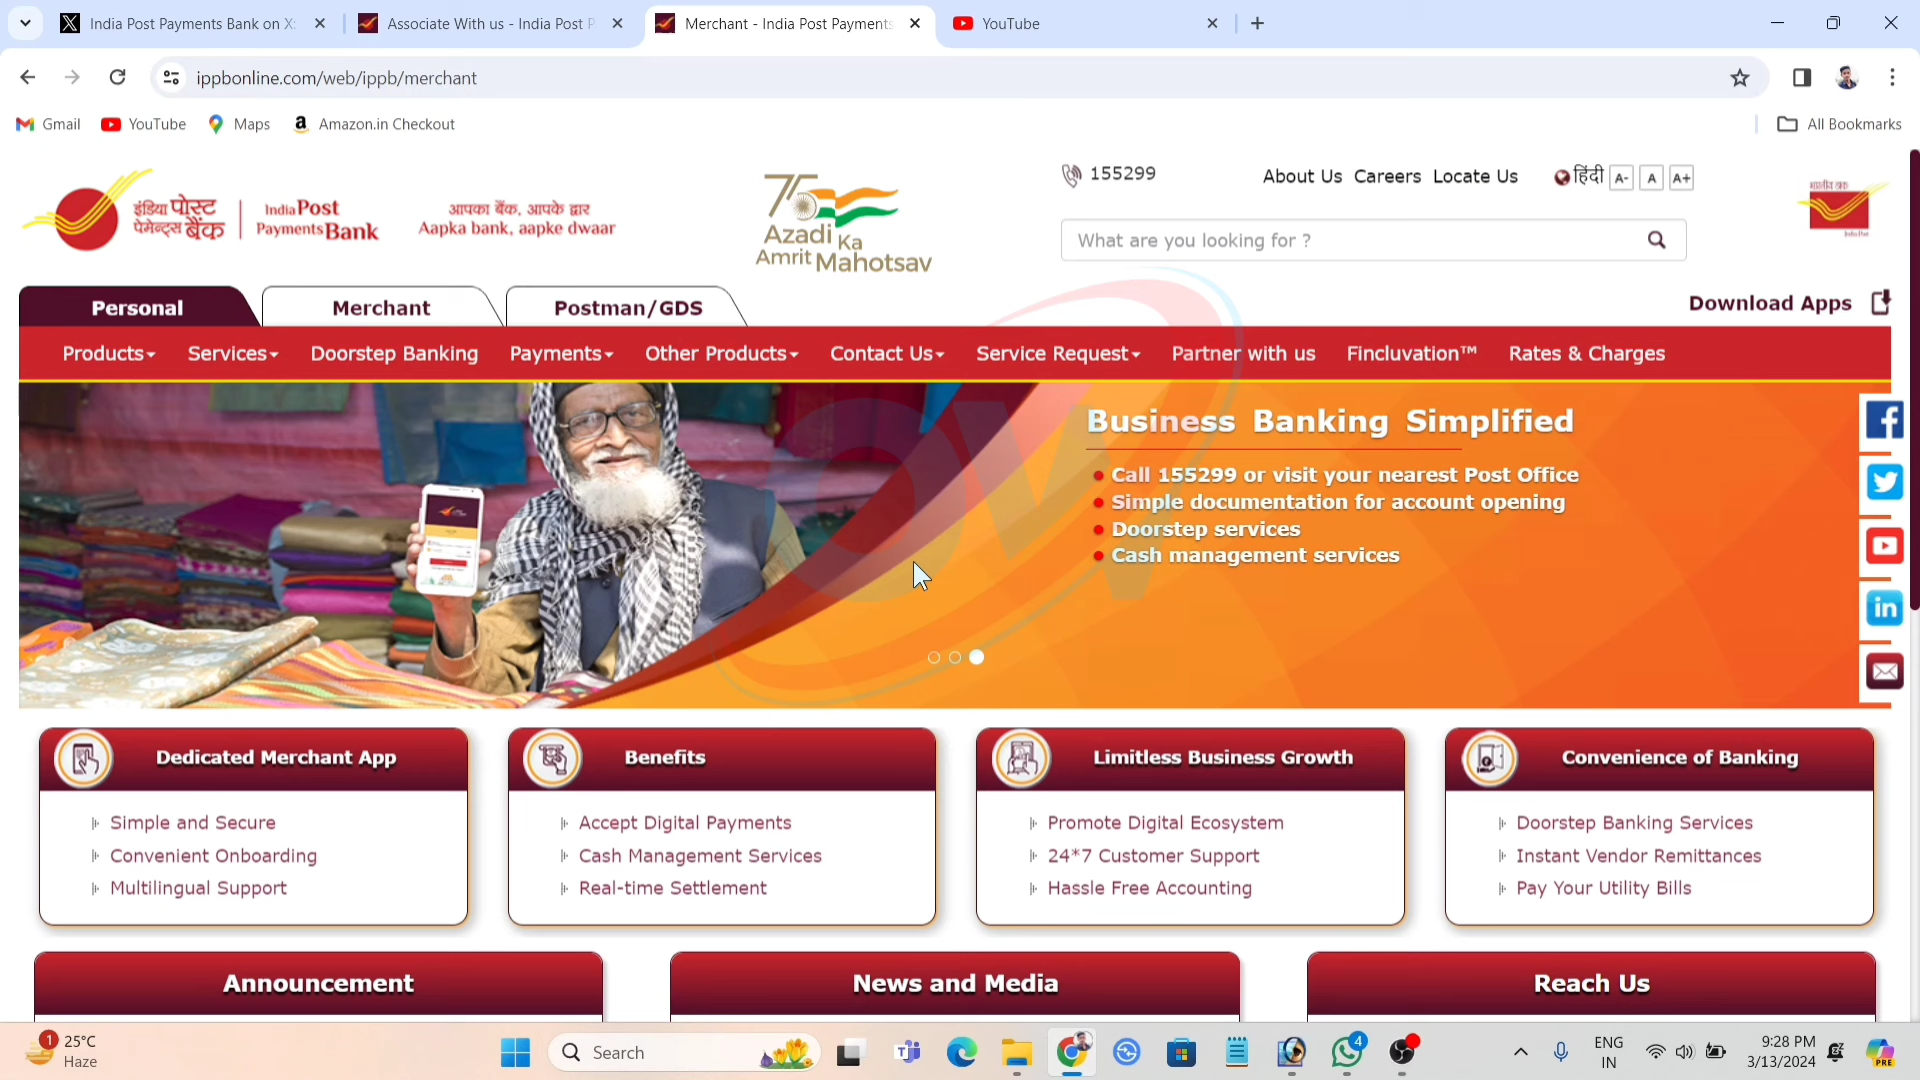 India Post Payments Bank on X:
Associate With us - India Post P
Merchant - India Post Payments
YouTube
ippbonline.com/web/ippb/merchant
Gmail
YouTube
Maps
Amazon.in Checkout
All Bookmarks
इंडिया पोस्ट
पेमेन्ट्स बैंक
India Post
Payments Bank
आपका बैंक, आपके द्वार
Aapka bank, aapke dwaar
75
Azadi Ka
Amrit Mahotsav
155299
About Us Careers Locate Us
हिंदी A- A A+
What are you looking for ?
Personal
Merchant
Postman/GDS
Download Apps
Products
Services
Doorstep Banking
Payments
Other Products
Contact Us
Service Request
Partner with us
Fincluvation™
Rates & Charges
Business Banking Simplified
Call 155299 or visit your nearest Post Office
Simple documentation for account opening
Doorstep services
Cash management services
Dedicated Merchant App
Simple and Secure
Convenient Onboarding
Multilingual Support
Benefits
Accept Digital Payments
Cash Management Services
Real-time Settlement
Limitless Business Growth
Promote Digital Ecosystem
24*7 Customer Support
Hassle Free Accounting
Convenience of Banking
Doorstep Banking Services
Instant Vendor Remittances
Pay Your Utility Bills
Announcement
News and Media
Reach Us
1
25°C
Haze
Search
4
ENG
IN
9:28 PM
3/13/2024
PRE